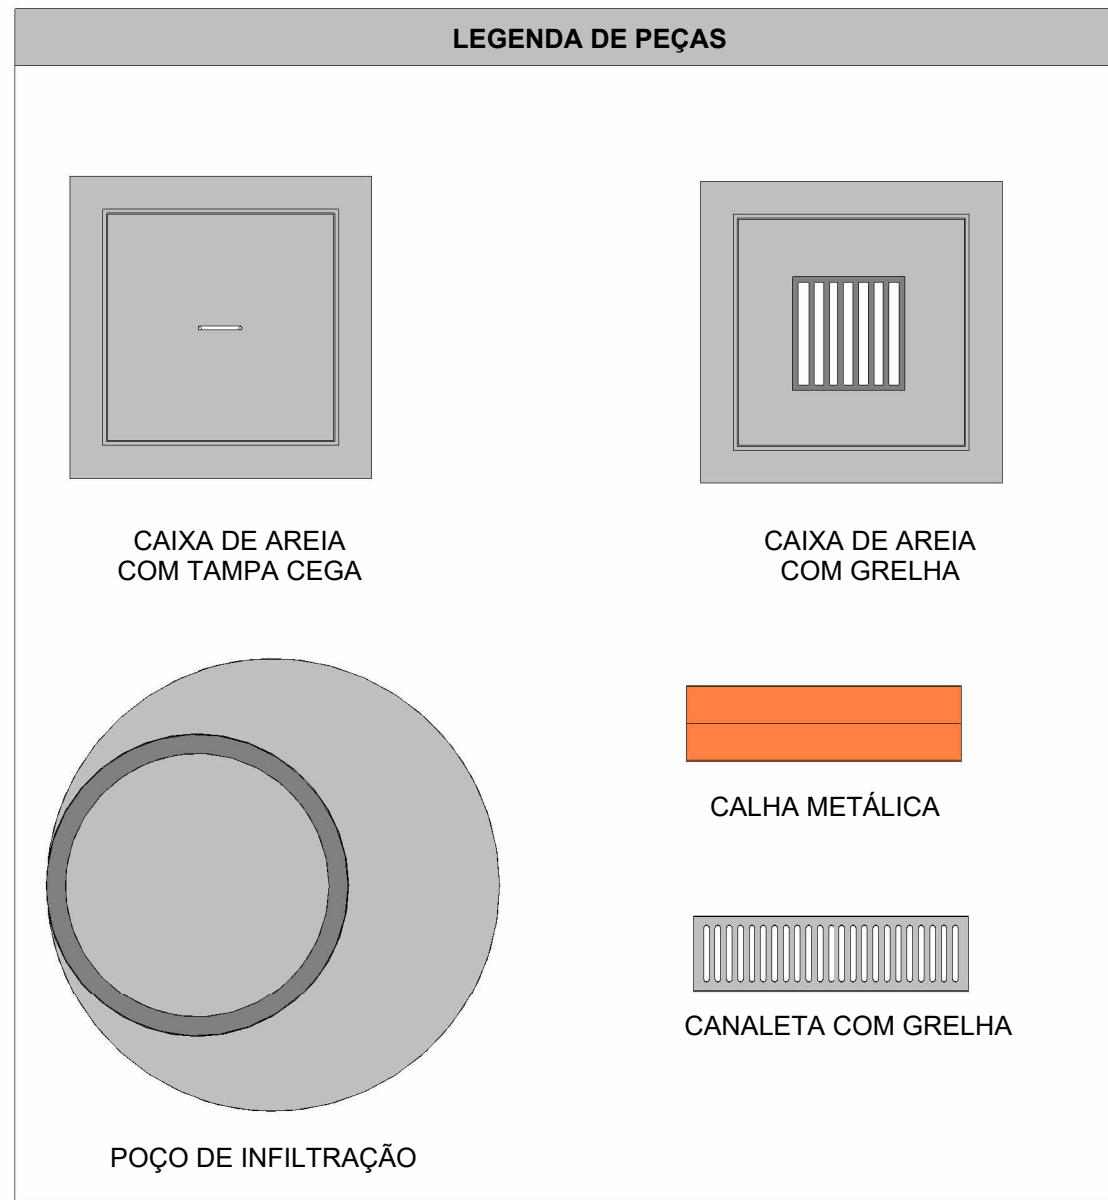 LEGENDA DE PEÇAS
CAIXA DE AREIA
COM TAMPA CEGA
CAIXA DE AREIA
COM GRELHA
CALHA METÁLICA
CANALETA COM GRELHA
POÇO DE INFILTRAÇÃO